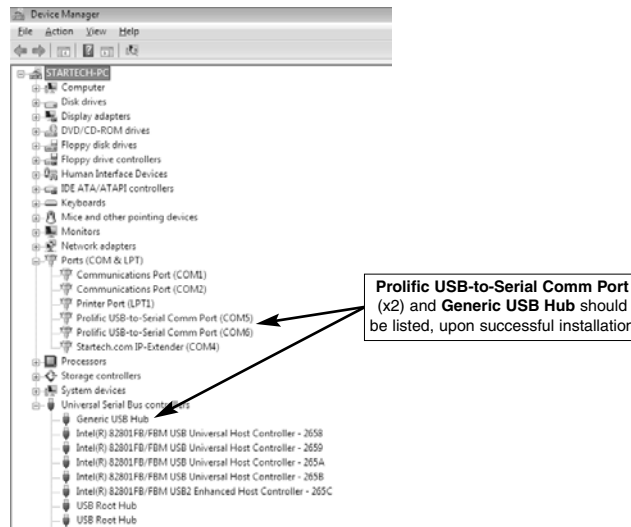 Device Manager
File Action View Help
STARTECH-PC
Computer
Disk drives
Display adapters
DVD/CD-ROM drives
Floppy disk drives
Floppy drive controllers
Human Interface Devices
IDE ATA/ATAPI controllers
Keyboards
Mice and other pointing devices
Monitors
Network adapters
Ports (COM & LPT)
Communications Port (COM1)
Communications Port (COM2)
Printer Port (LPT1)
Prolific USB-to-Serial Comm Port (COM5)
Prolific USB-to-Serial Comm Port (COM6)
Startech.com IP-Extender (COM4)
Processors
Storage controllers
System devices
Universal Serial Bus controllers
Generic USB Hub
Intel(R) 82801FB/FBM USB Universal Host Controller - 2658
Intel(R) 82801FB/FBM USB Universal Host Controller - 2659
Intel(R) 82801FB/FBM USB Universal Host Controller - 265A
Intel(R) 82801FB/FBM USB Universal Host Controller - 265B
Intel(R) 82801FB/FBM USB2 Enhanced Host Controller - 265C
USB Root Hub
USB Root Hub
Prolific USB-to-Serial Comm Port
(x2) and Generic USB Hub should
be listed, upon successful installation